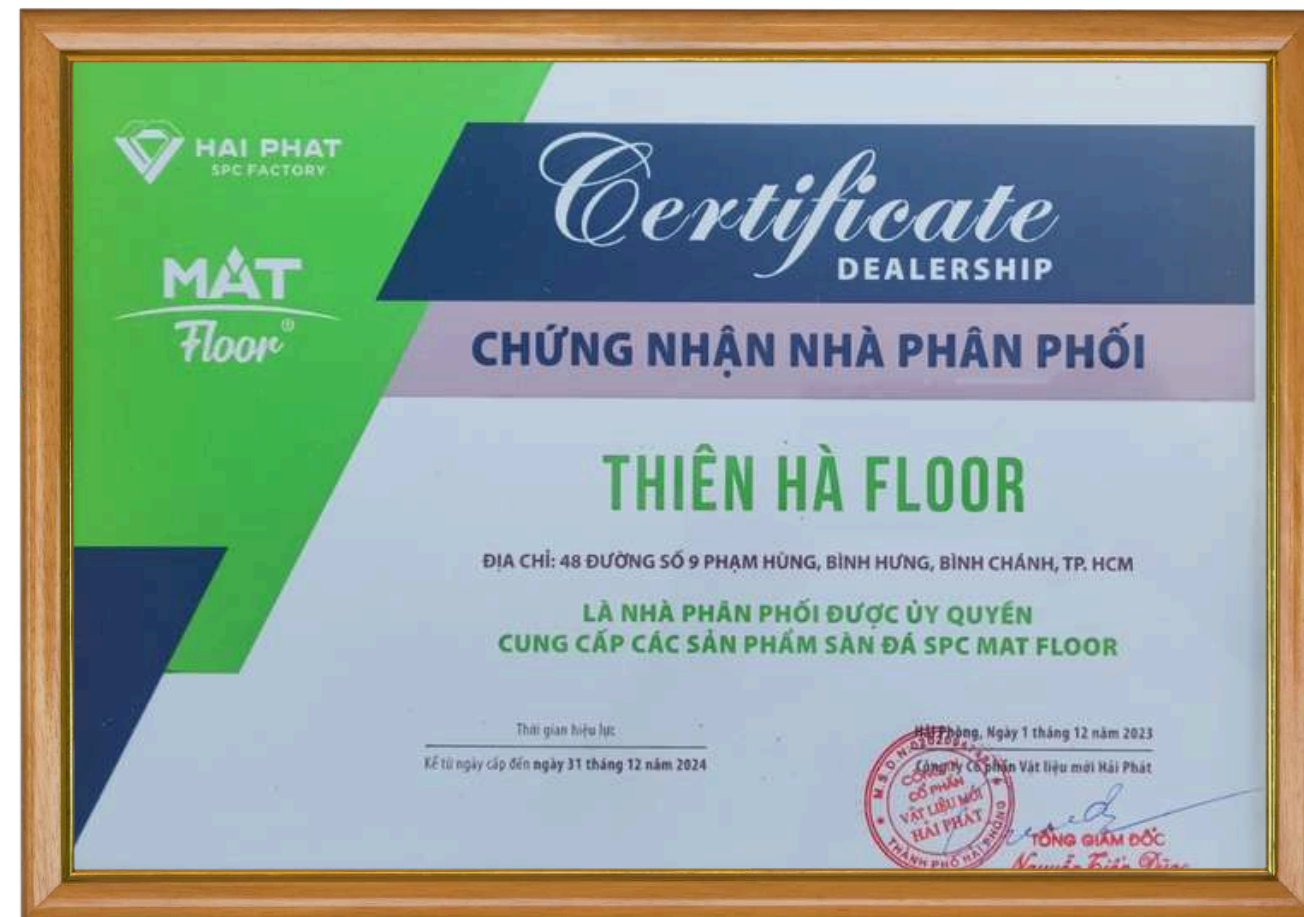 HAI PHAT
SPC FACTORY
MAT
Floor®
Certificate
DEALERSHIP
CHỨNG NHẬN NHÀ PHÂN PHỐI
THIÊN HÀ FLOOR
ĐỊA CHỈ: 48 ĐƯỜNG SỐ 9 PHẠM HÙNG, BÌNH HƯNG, BÌNH CHÁNH, TP. HCM
LÀ NHÀ PHÂN PHỐI ĐƯỢC ỦY QUYỀN
CUNG CẤP CÁC SẢN PHẨM SÀN ĐÁ SPC MAT FLOOR
Thời gian hiệu lực
Kể từ ngày cấp đến ngày 31 tháng 12 năm 2024
Hải Phòng, Ngày 1 tháng 12 năm 2023
Công ty Cổ phần Vật liệu mới Hải Phát
M.S.D.N:
CÔNG TY
CỔ PHẦN
VẬT LIỆU MỚI
HẢI PHÁT
THÀNH PHỐ HẢI PHÒNG
TỔNG GIÁM ĐỐC
Nguyễn Tiến